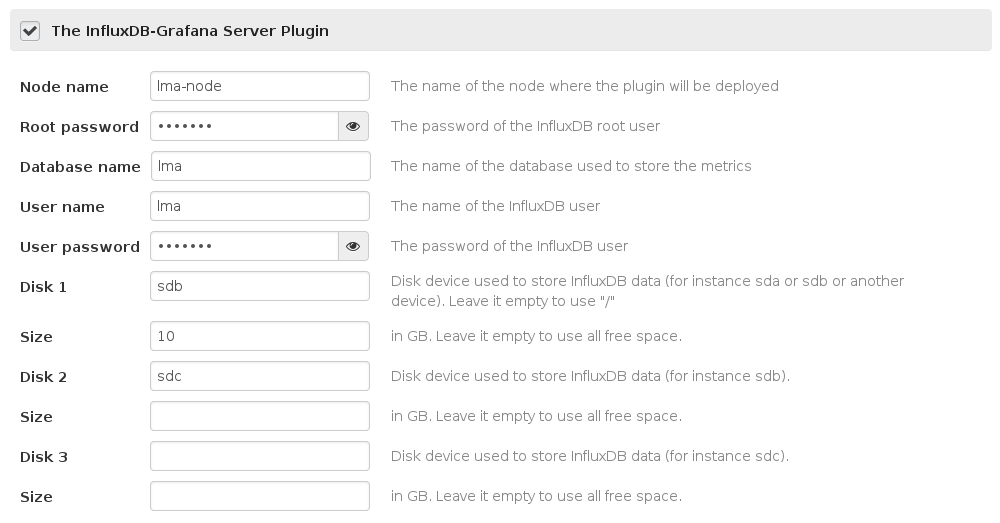 The InfluxDB-Grafana Server Plugin
Node name lma-node The name of the node where the plugin will be deployed
Root password ••••••• The password of the InfluxDB root user
Database name lma The name of the database used to store the metrics
User name lma The name of the InfluxDB user
User password ••••••• The password of the InfluxDB user
Disk 1 sdb Disk device used to store InfluxDB data (for instance sda or sdb or another
device). Leave it empty to use "/"
Size 10 in GB. Leave it empty to use all free space.
Disk 2 sdc Disk device used to store InfluxDB data (for instance sdb).
Size in GB. Leave it empty to use all free space.
Disk 3 Disk device used to store InfluxDB data (for instance sdc).
Size in GB. Leave it empty to use all free space.